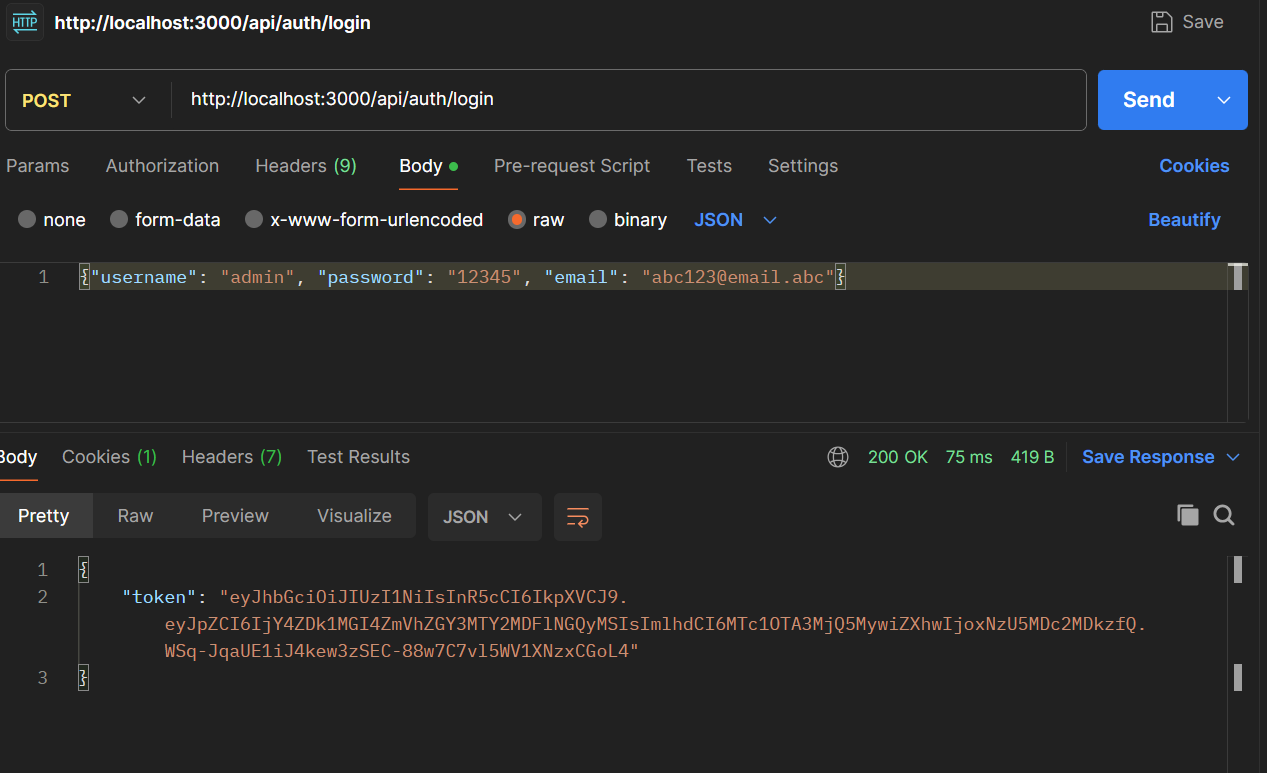 HTTP http://localhost:3000/api/auth/login Save
POST http://localhost:3000/api/auth/login Send
Params Authorization Headers (9) Body Pre-request Script Tests Settings Cookies
none form-data x-www-form-urlencoded raw binary JSON Beautify
1 {"username": "admin", "password": "12345", "email": "abc123@email.abc"}
Body Cookies (1) Headers (7) Test Results 200 OK 75 ms 419 B Save Response
Pretty Raw Preview Visualize JSON
1 {
2 "token": "eyJhbGciOiJIUzI1NiIsInR5cCI6IkpXVCJ9.
eyJpZCI6IjY4ZDk1MGI4ZmVhZGY3MTY2MDFlNGQyMSIsImlhdCI6MTc1OTA3MjQ5MywiZXhwIjoxNzU5MDc2MDkzfQ.
WSq-JqaUE1iJ4kew3zSEC-88w7C7vl5WV1XNzxCGoL4"
3 }